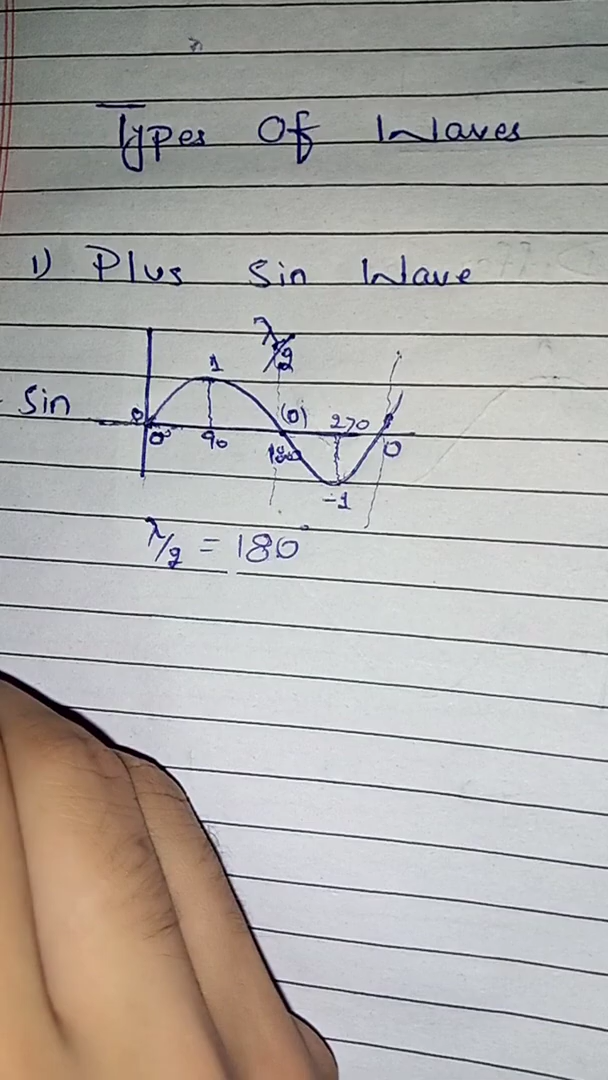 Types Of Waves
1) Plus Sin Wave
λ/2
1
Sin
0 (0) 270
0° 90 180 0
-1
λ/2 = 180°